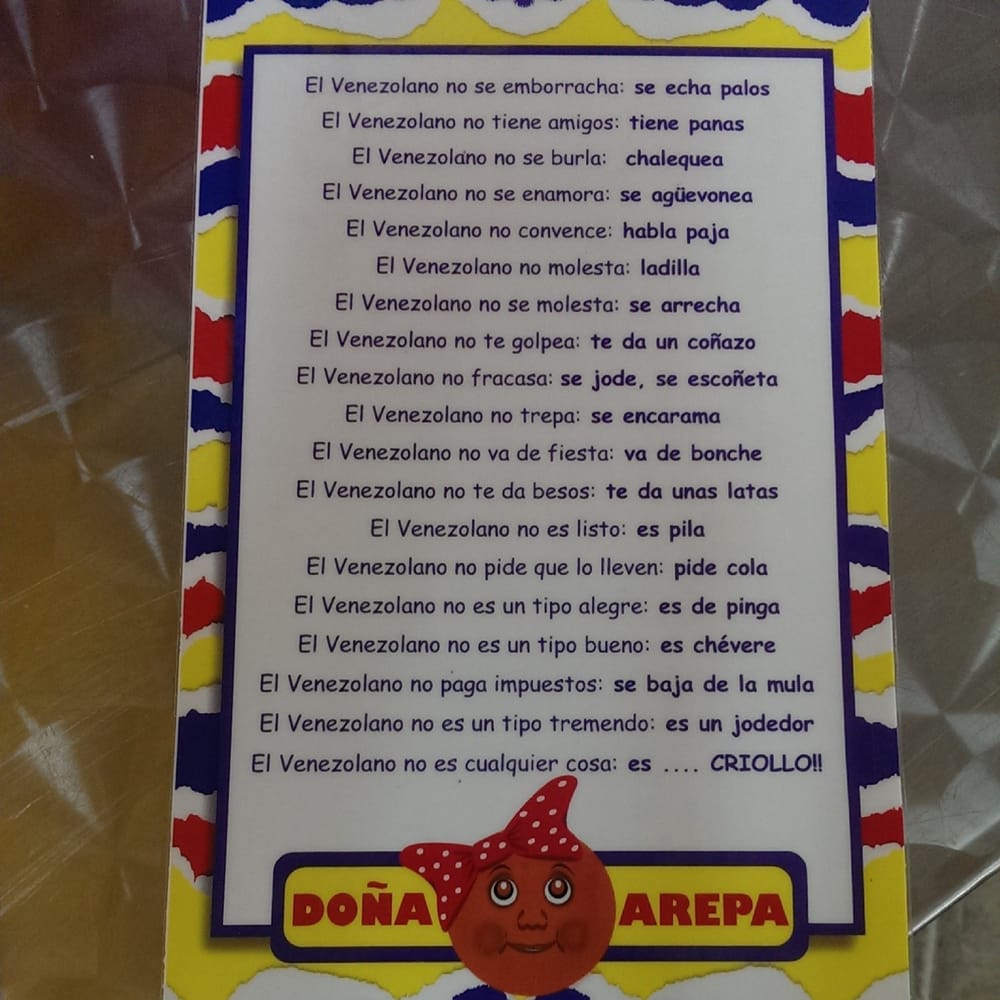 El Venezolano no se emborracha: se echa palos
El Venezolano no tiene amigos: tiene panas
El Venezolano no se burla: chalequea
El Venezolano no se enamora: se agüevonea
El Venezolano no convence: habla paja
El Venezolano no molesta: ladilla
El Venezolano no se molesta: se arrecha
El Venezolano no te golpea: te da un coñazo
El Venezolano no fracasa: se jode, se escoñeta
El Venezolano no trepa: se encarama
El Venezolano no va de fiesta: va de bonche
El Venezolano no te da besos: te da unas latas
El Venezolano no es listo: es pila
El Venezolano no pide que lo lleven: pide cola
El Venezolano no es un tipo alegre: es de pinga
El Venezolano no es un tipo bueno: es chévere
El Venezolano no paga impuestos: se baja de la mula
El Venezolano no es un tipo tremendo: es un jodedor
El Venezolano no es cualquier cosa: es .... CRIOLLO!!
DOÑA AREPA